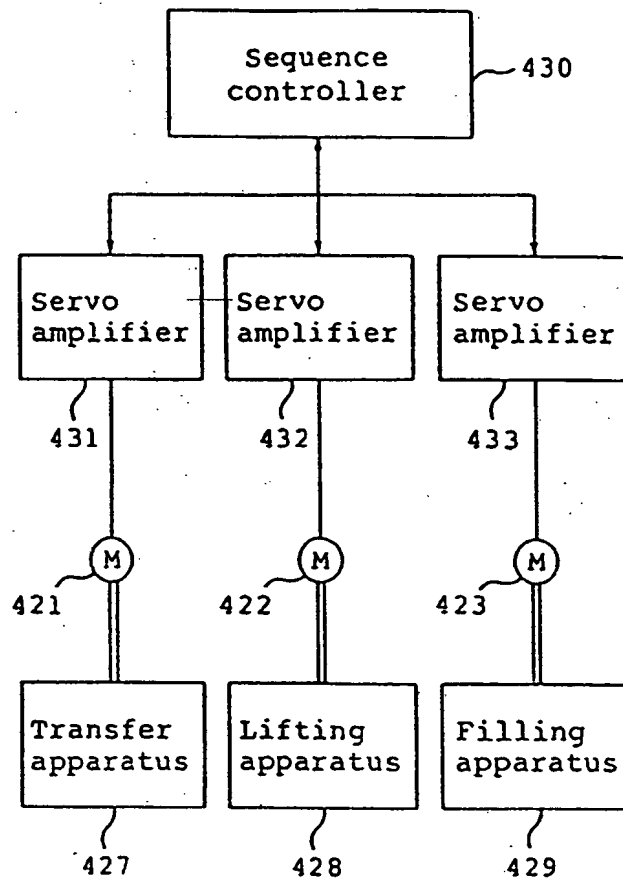 Sequence
controller
430
Servo
amplifier
Servo
amplifier
Servo
amplifier
431
432
433
M
M
M
421
422
423
Transfer
apparatus
Lifting
apparatus
Filling
apparatus
427
428
429